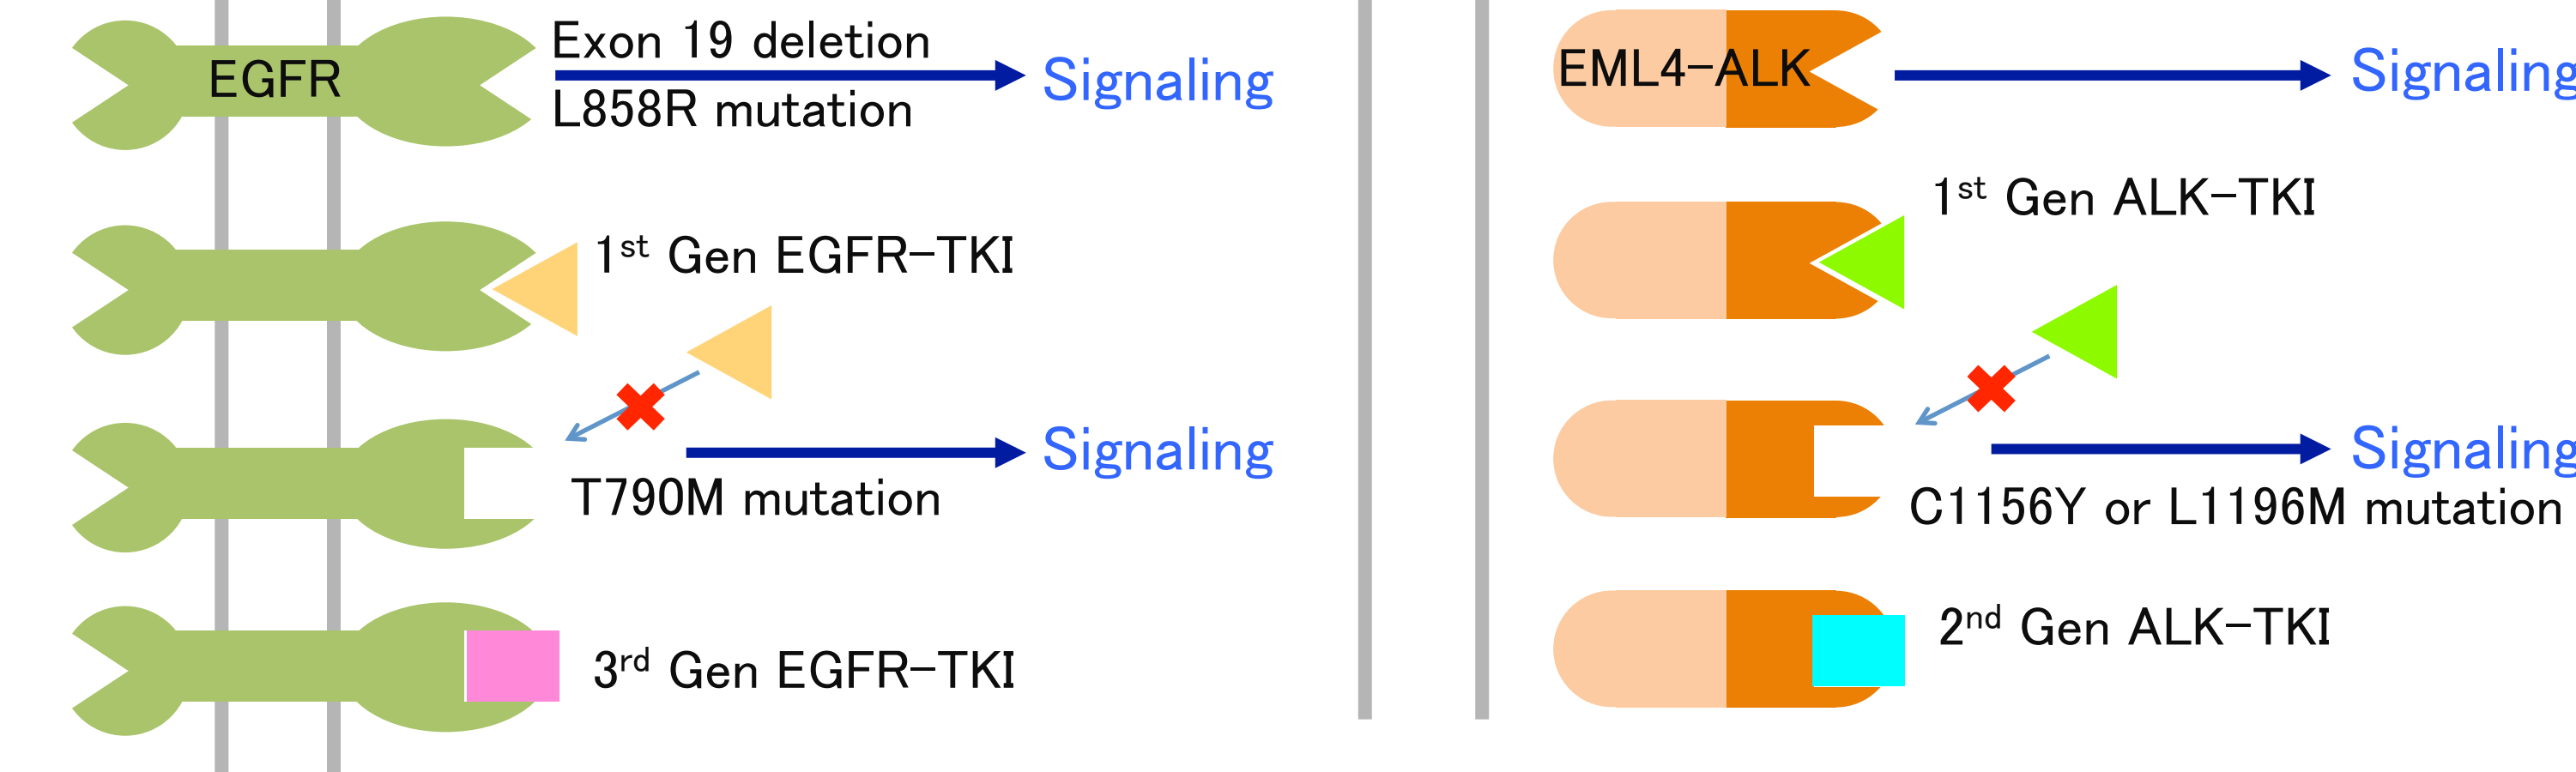 EGFR
Exon 19 deletion
L858R mutation
Signaling
1st Gen EGFR-TKI
T790M mutation
Signaling
3rd Gen EGFR-TKI
EML4-ALK
Signaling
1st Gen ALK-TKI
Signaling
C1156Y or L1196M mutation
2nd Gen ALK-TKI